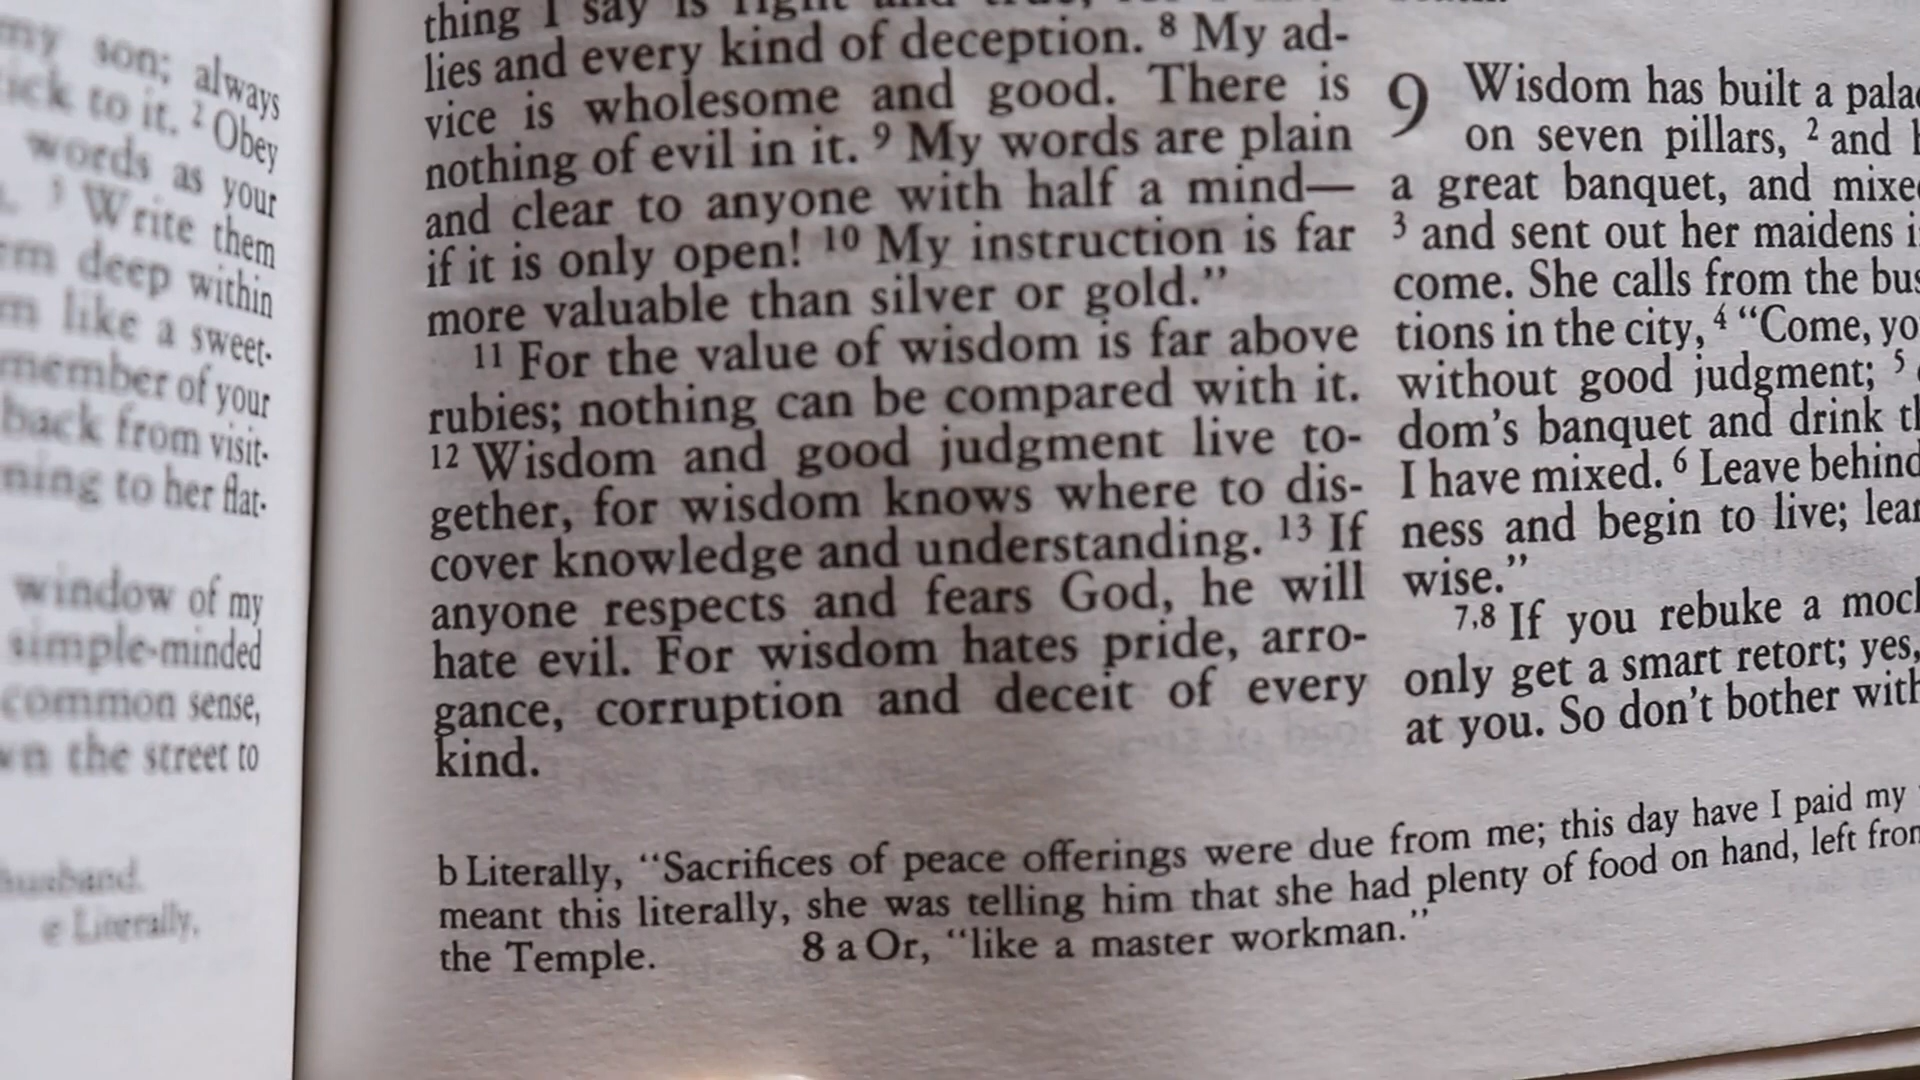 my son; always
to it. 2 Obey
words as your
3 Write them
deep within
like a sweet-
member of your
back from visit-
to her flat-
window of my
simple-minded
common sense,
the street to
husband.
e Literally,
thing I say is right and true, for I
lies and every kind of deception. 8 My ad-
vice is wholesome and good. There is
nothing of evil in it. 9 My words are plain
and clear to anyone with half a mind—
if it is only open! 10 My instruction is far
more valuable than silver or gold.”
11 For the value of wisdom is far above
rubies; nothing can be compared with it.
12 Wisdom and good judgment live to-
gether, for wisdom knows where to dis-
cover knowledge and understanding. 13 If
anyone respects and fears God, he will
hate evil. For wisdom hates pride, arro-
gance, corruption and deceit of every
kind.
9 Wisdom has built a
on seven pillars, 2 and
a great banquet, and
3 and sent out her maidens
come. She calls from the
tions in the city, 4 “Come,
without good judgment; 5
dom’s banquet and drink
I have mixed. 6 Leave behind
ness and begin to live;
wise.”
7,8 If you rebuke a
only get a smart retort; yes,
at you. So don’t bother with
b Literally, “Sacrifices of peace offerings were due from me; this day have I paid my
meant this literally, she was telling him that she had plenty of food on hand, left from
the Temple. 8 a Or, “like a master workman.”